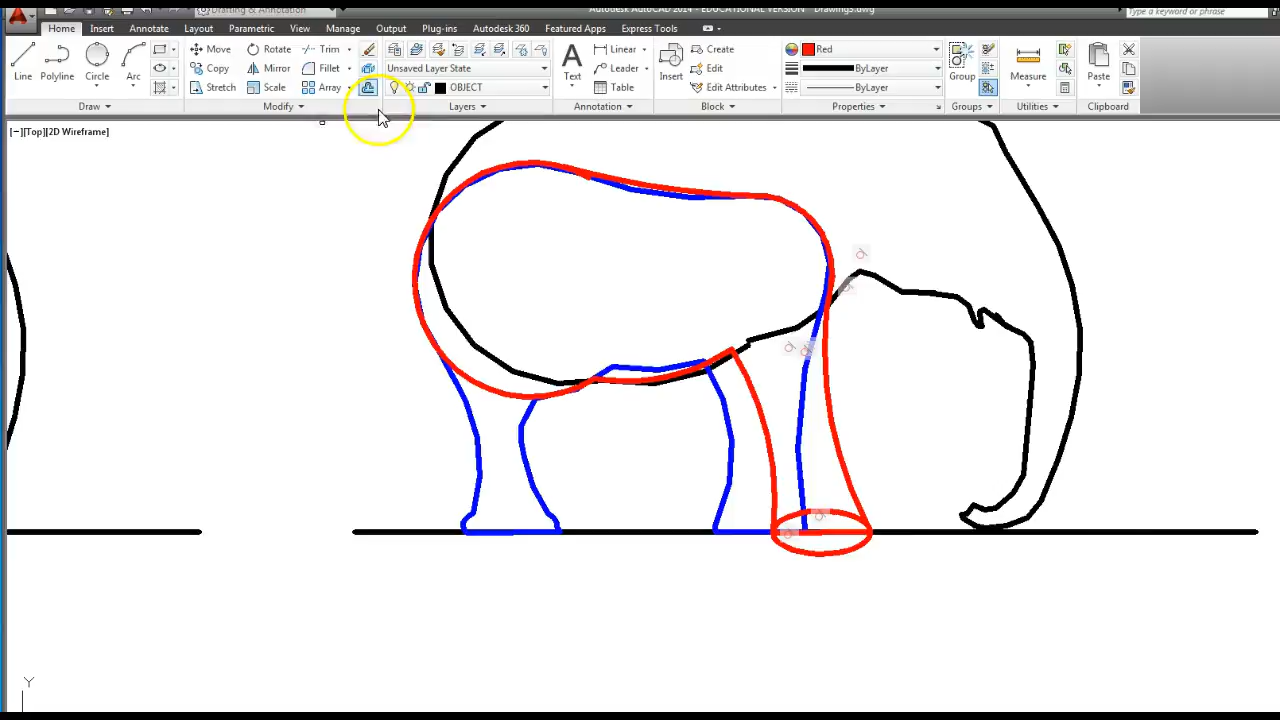 Drafting & Annotation
Autodesk AutoCAD 2014 - EDUCATIONAL VERSION - Drawing3.dwg
Type a keyword or phrase
Home Insert Annotate Layout Parametric View Manage Output Plug-ins Autodesk 360 Featured Apps Express Tools
Line Polyline Circle Arc
Move Rotate Trim
Copy Mirror Fillet
Stretch Scale Array
Unsaved Layer State
OBJECT
Text
Linear
Leader
Table
Insert
Create
Edit
Edit Attributes
Red
ByLayer
ByLayer
Group
Measure
Paste
Draw Modify Layers Annotation Block Properties Groups Utilities Clipboard
[−][Top][2D Wireframe]
Y